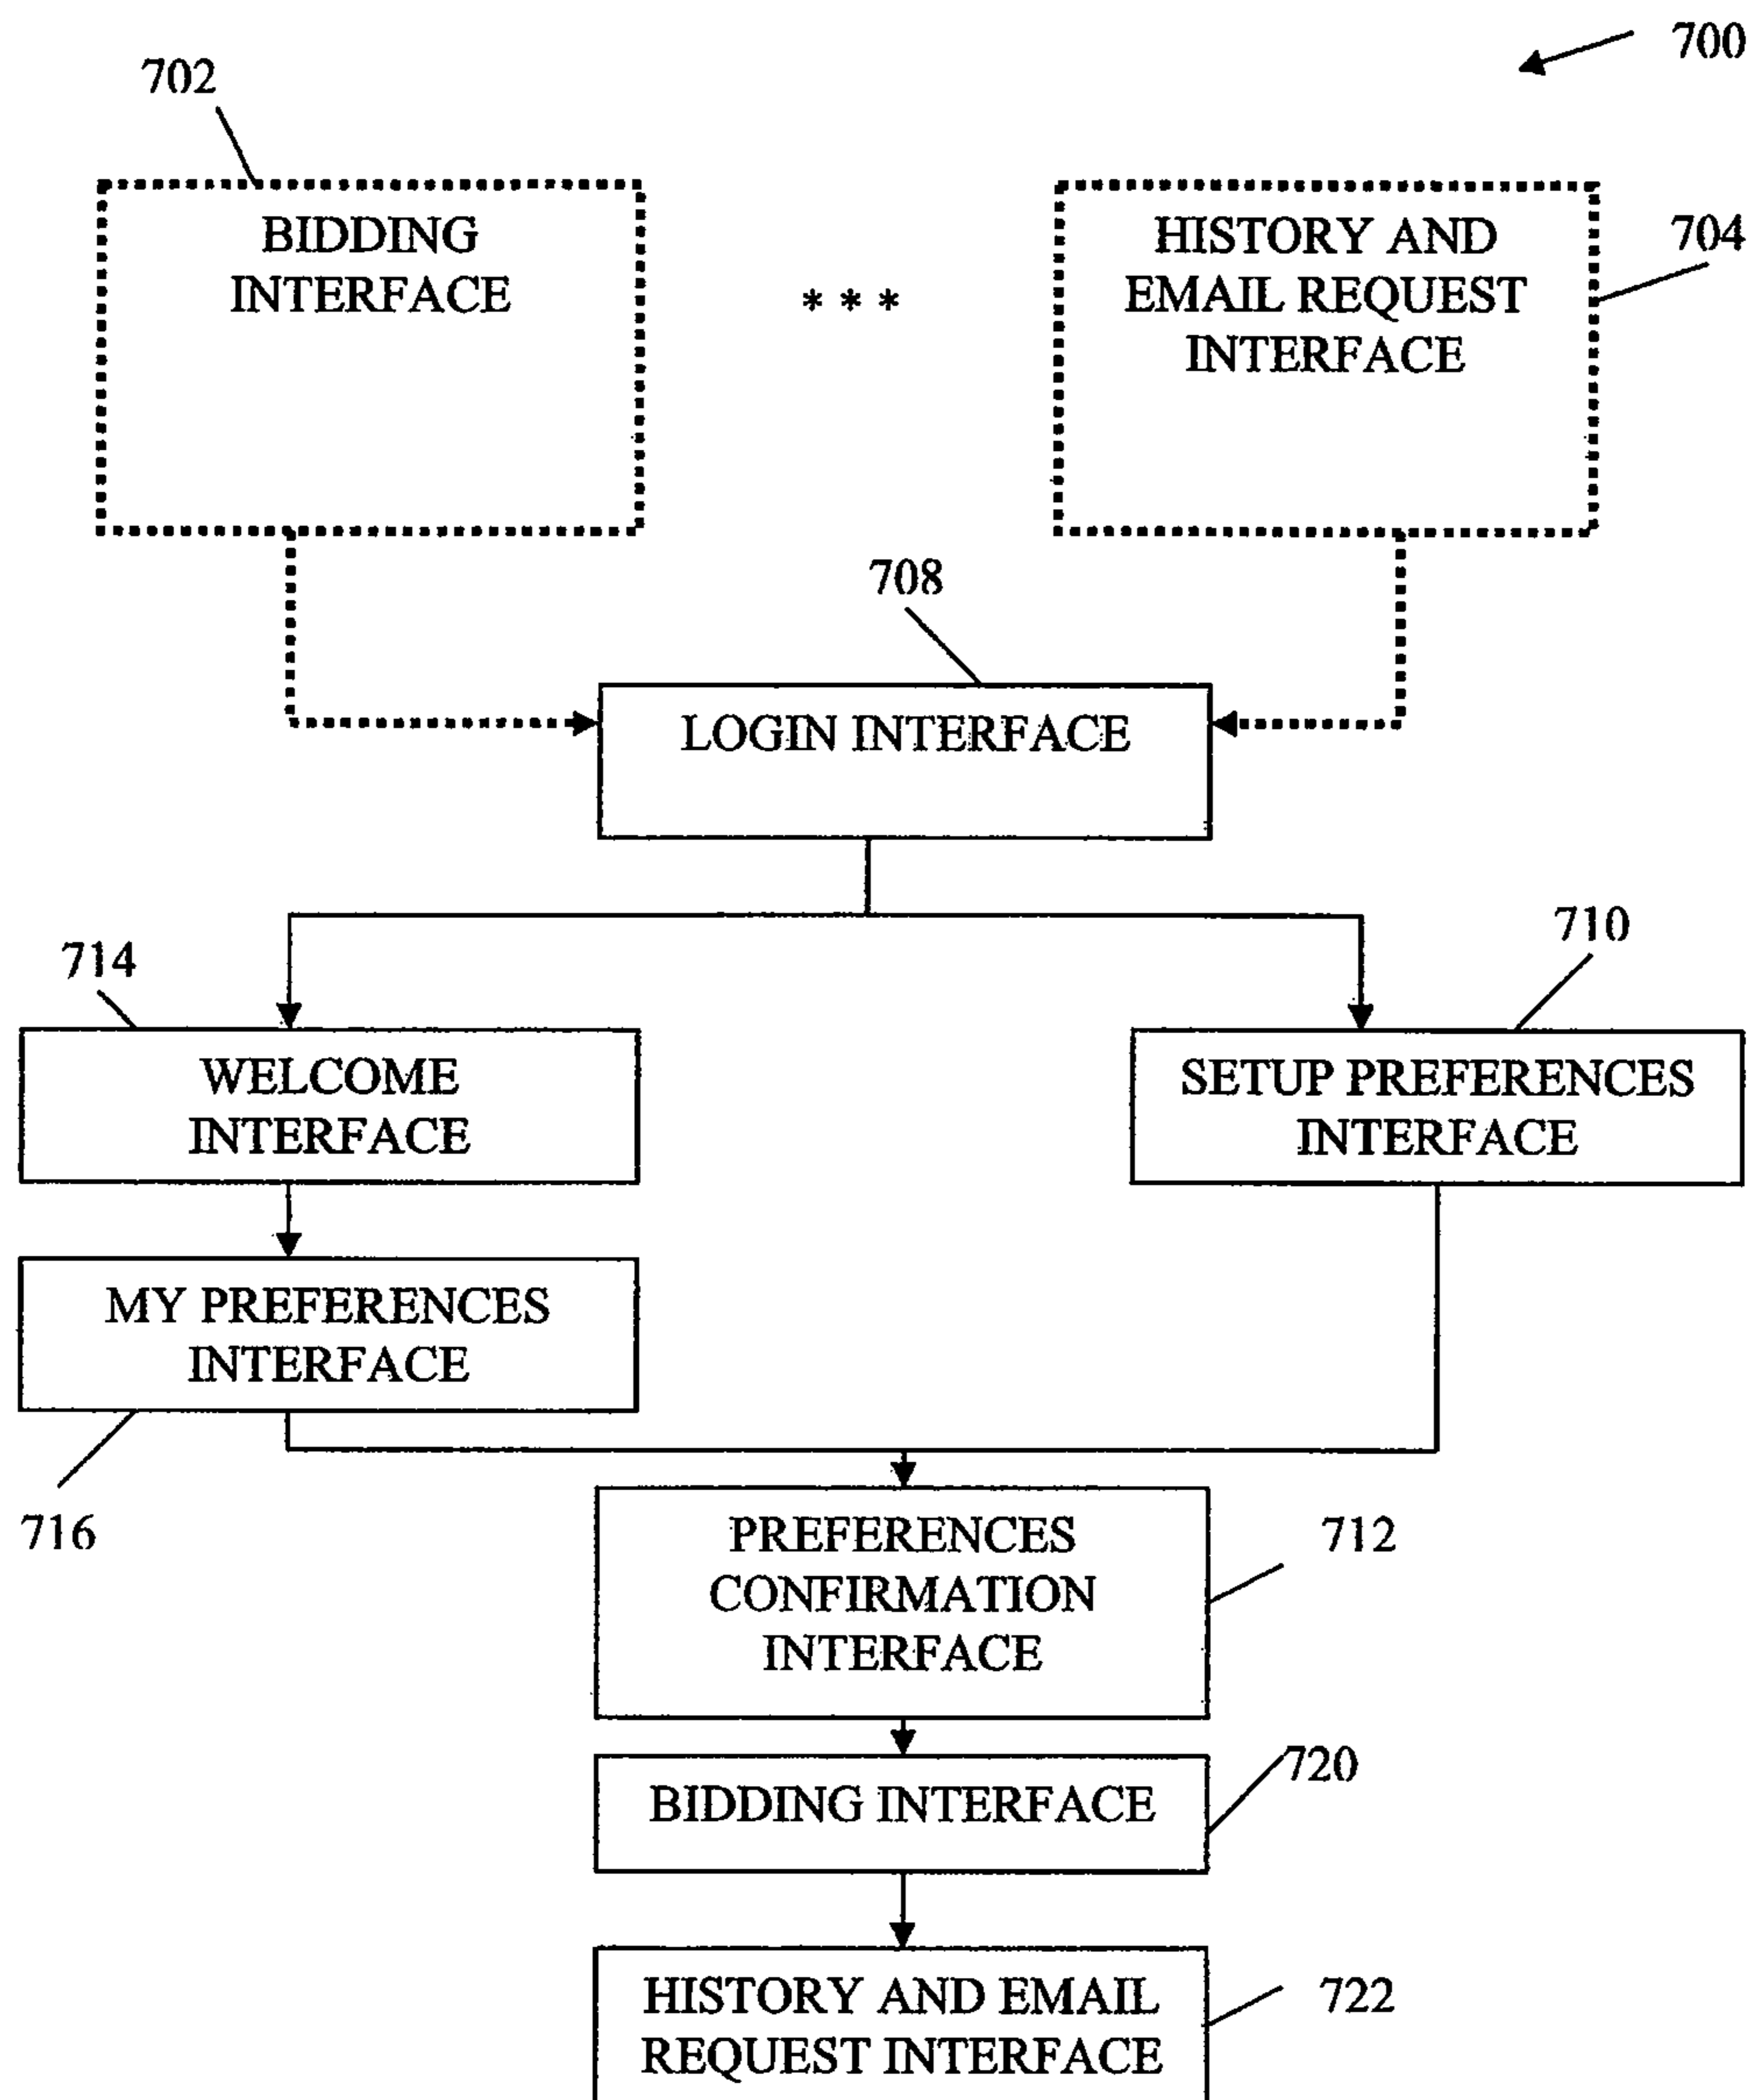 700
702
BIDDING
INTERFACE
* * *
HISTORY AND
EMAIL REQUEST
INTERFACE
704
708
LOGIN INTERFACE
714
710
WELCOME
INTERFACE
SETUP PREFERENCES
INTERFACE
MY PREFERENCES
INTERFACE
716
PREFERENCES
CONFIRMATION
INTERFACE
712
BIDDING INTERFACE
720
HISTORY AND EMAIL
REQUEST INTERFACE
722